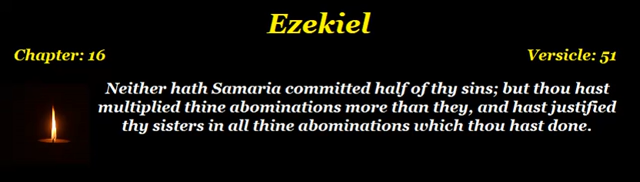 Ezekiel
Chapter: 16
Versicle: 51
Neither hath Samaria committed half of thy sins; but thou hast
multiplied thine abominations more than they, and hast justified
thy sisters in all thine abominations which thou hast done.